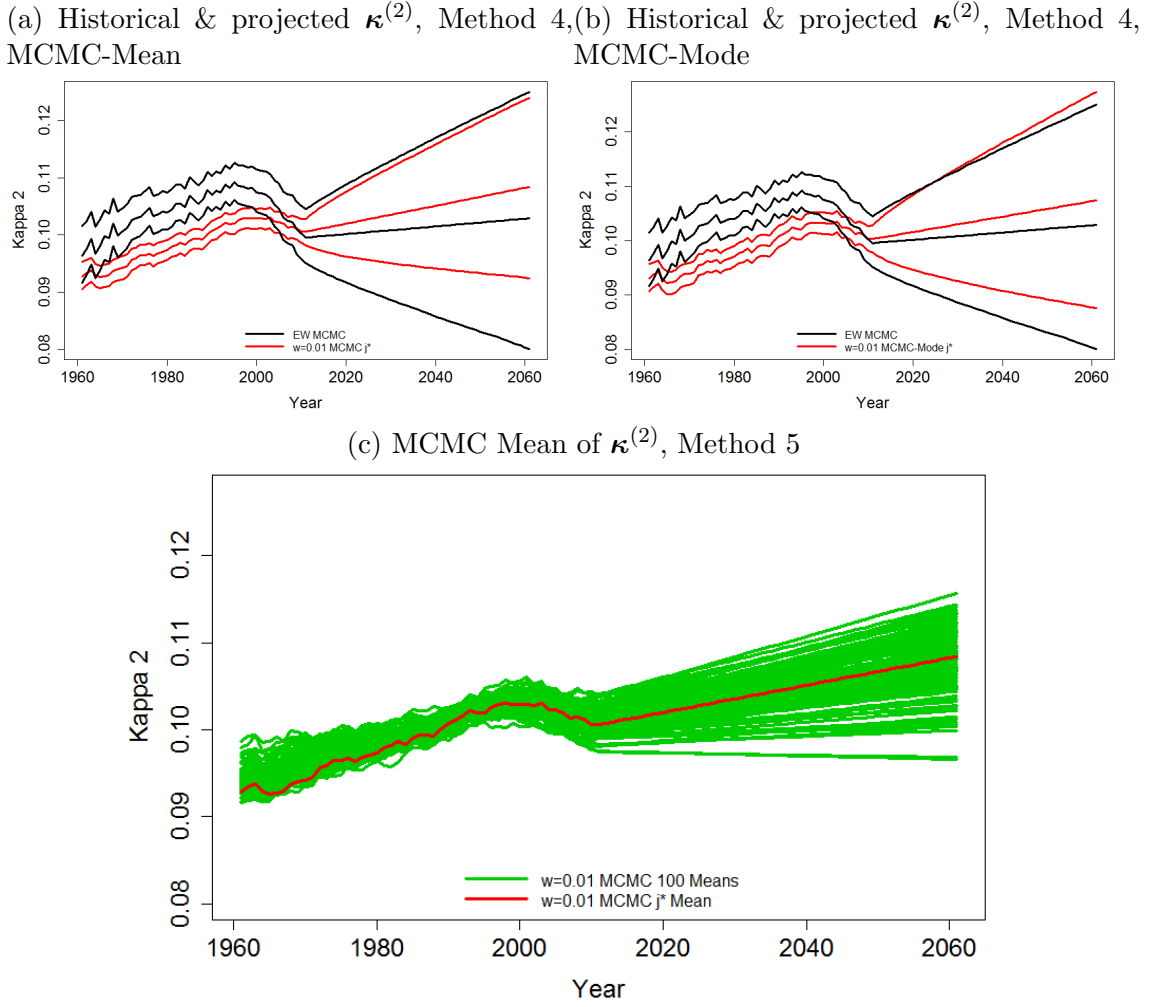 (a) Historical & projected κ^(2), Method 4,
MCMC-Mean
(b) Historical & projected κ^(2), Method 4,
MCMC-Mode
Kappa 2
0.12
0.11
0.10
0.09
0.08
EW MCMC
w=0.01 MCMC j*
1960 1980 2000 2020 2040 2060
Year
Kappa 2
0.12
0.11
0.10
0.09
0.08
EW MCMC
w=0.01 MCMC-Mode j*
1960 1980 2000 2020 2040 2060
Year
(c) MCMC Mean of κ^(2), Method 5
Kappa 2
0.12
0.11
0.10
0.09
0.08
w=0.01 MCMC 100 Means
w=0.01 MCMC j* Mean
1960 1980 2000 2020 2040 2060
Year